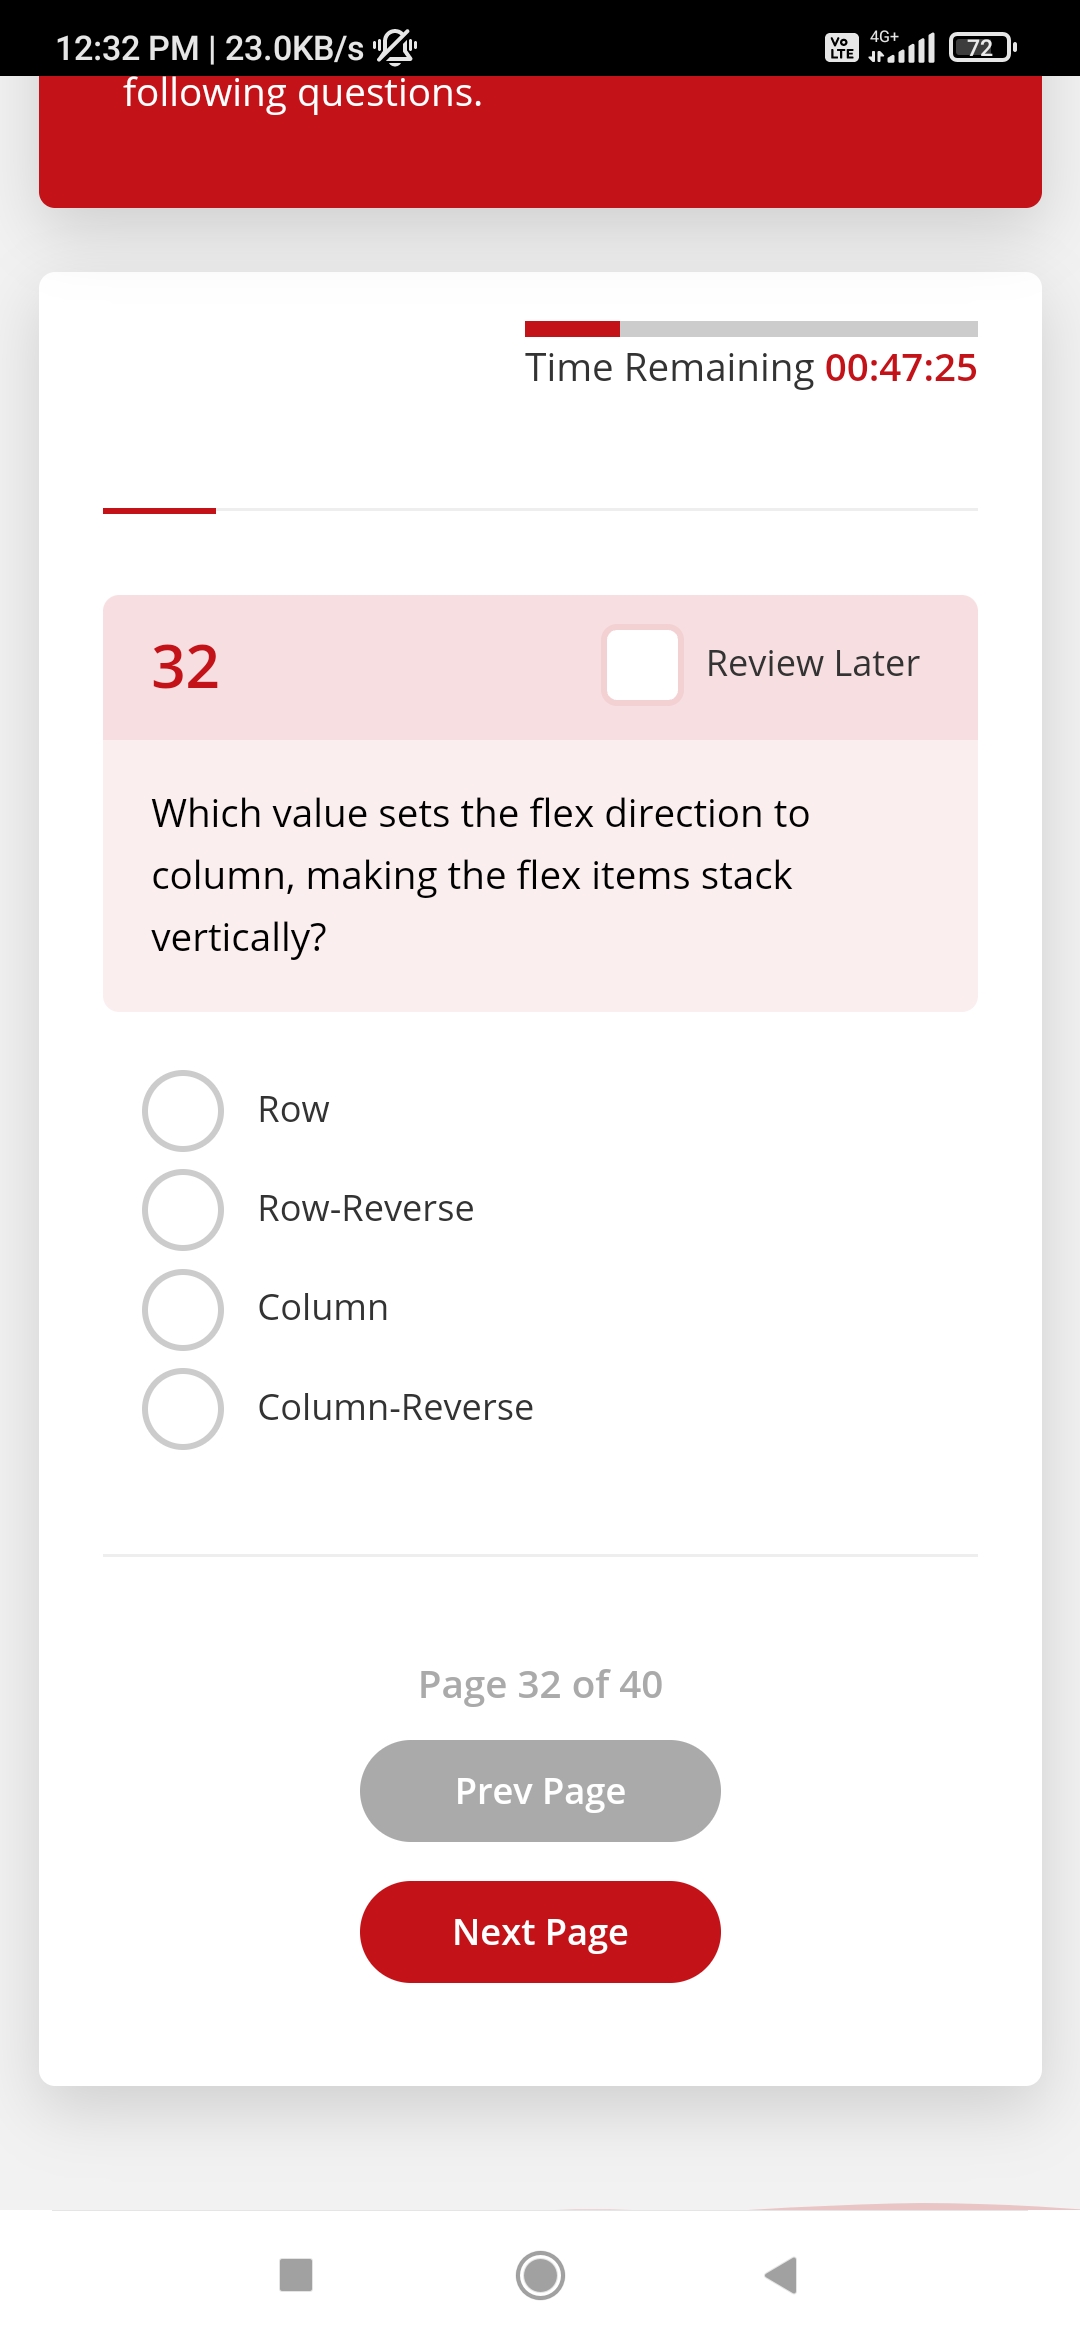 12:32 PM | 23.0KB/s
Vo LTE 4G+ 72
following questions.
Time Remaining 00:47:25
32
Review Later
Which value sets the flex direction to
column, making the flex items stack
vertically?
Row
Row-Reverse
Column
Column-Reverse
Page 32 of 40
Prev Page
Next Page